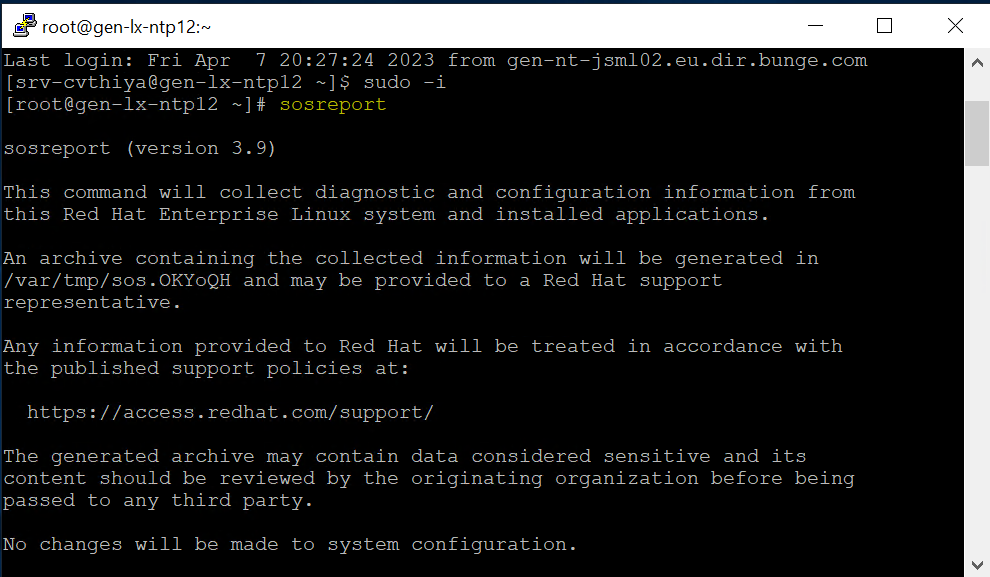 root@gen-lx-ntp12:~
Last login: Fri Apr  7 20:27:24 2023 from gen-nt-jsml02.eu.dir.bunge.com
[srv-cvthiya@gen-lx-ntp12 ~]$ sudo -i
[root@gen-lx-ntp12 ~]# sosreport
sosreport (version 3.9)
This command will collect diagnostic and configuration information from
this Red Hat Enterprise Linux system and installed applications.
An archive containing the collected information will be generated in
/var/tmp/sos.OKYoQH and may be provided to a Red Hat support
representative.
Any information provided to Red Hat will be treated in accordance with
the published support policies at:
https://access.redhat.com/support/
The generated archive may contain data considered sensitive and its
content should be reviewed by the originating organization before being
passed to any third party.
No changes will be made to system configuration.